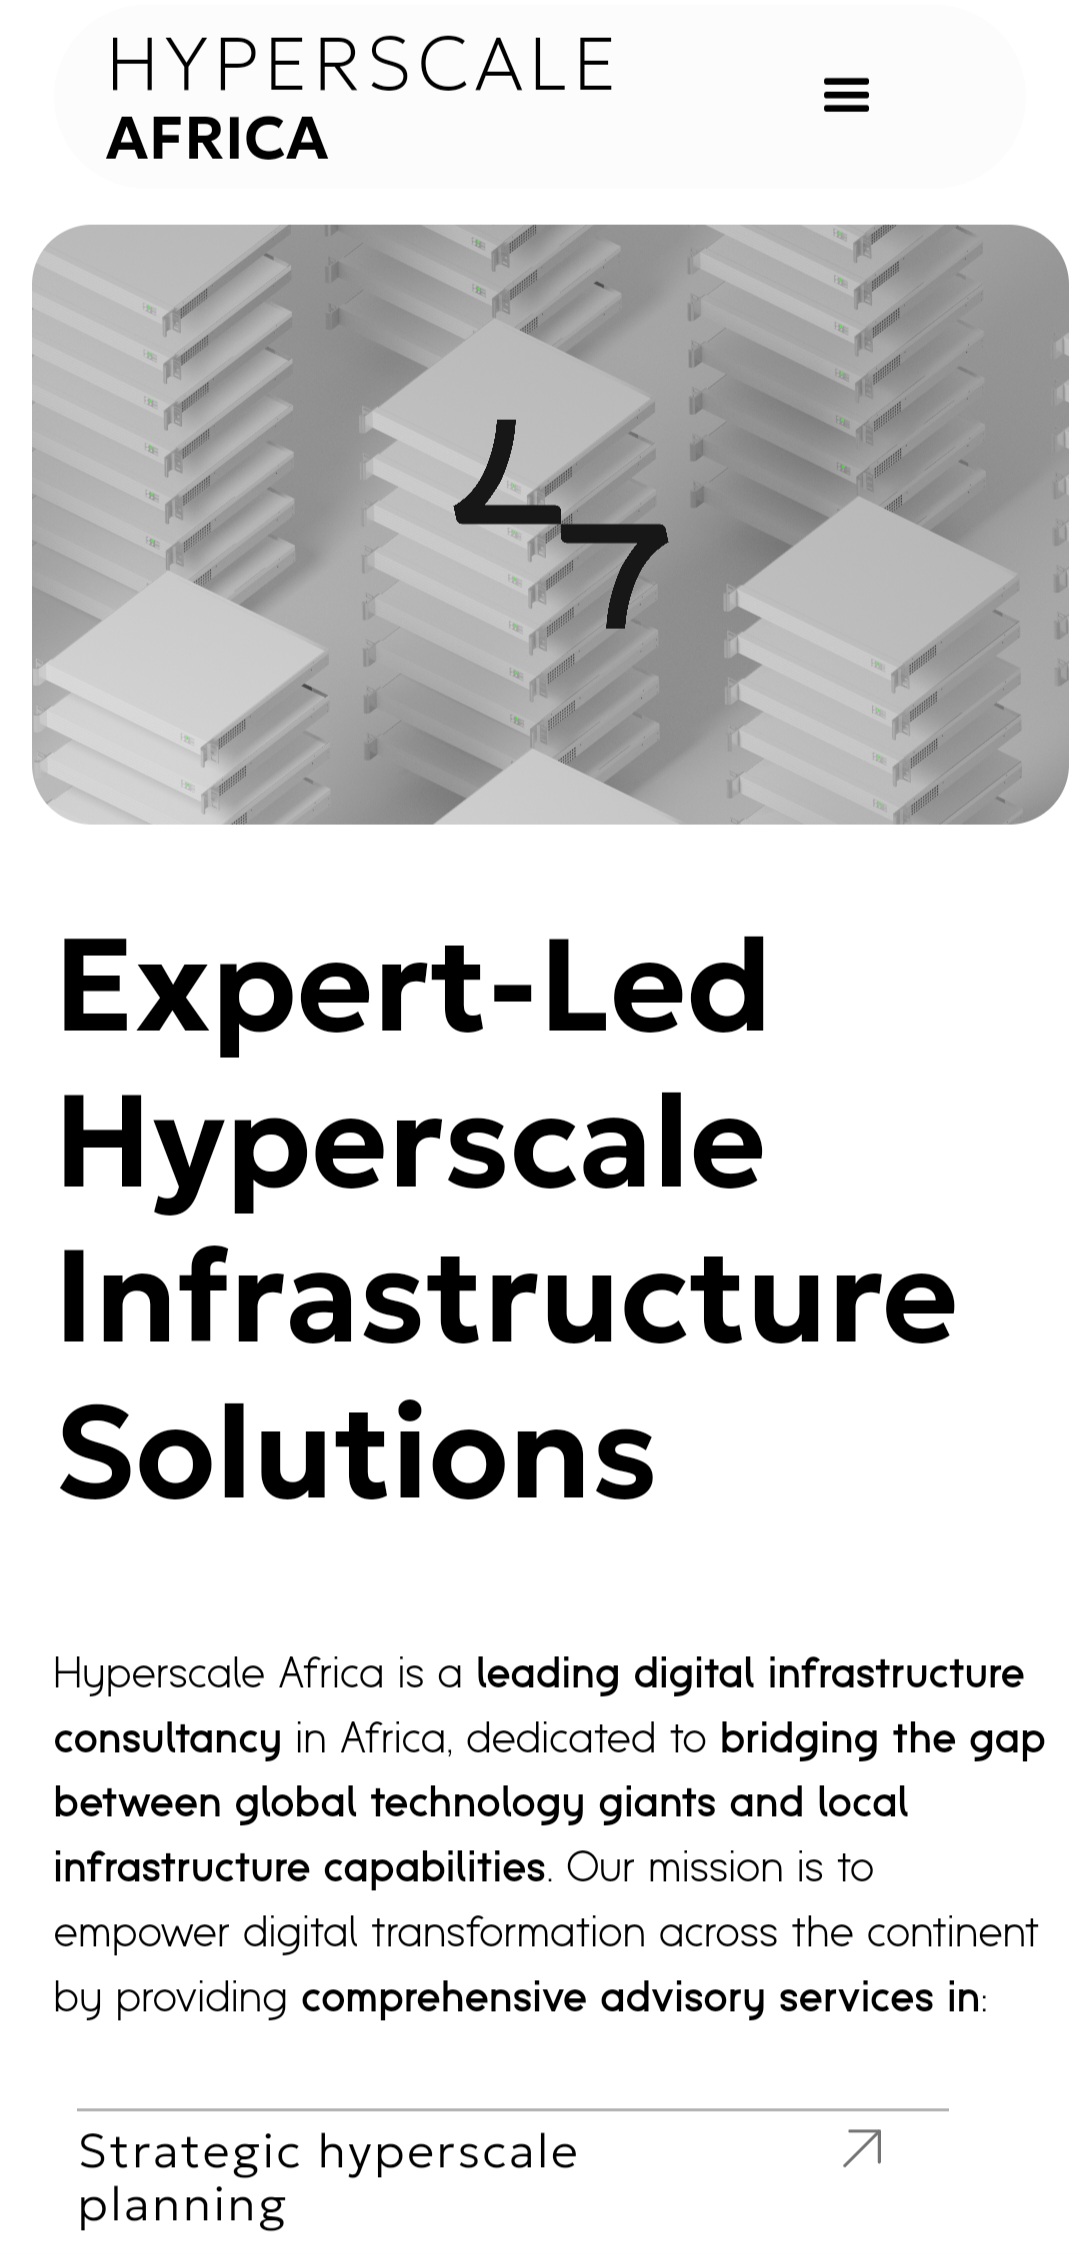 HYPERSCALE
AFRICA
Expert-Led
Hyperscale
Infrastructure
Solutions
Hyperscale Africa is a leading digital infrastructure
consultancy in Africa, dedicated to bridging the gap
between global technology giants and local
infrastructure capabilities. Our mission is to
empower digital transformation across the continent
by providing comprehensive advisory services in:
Strategic hyperscale
planning